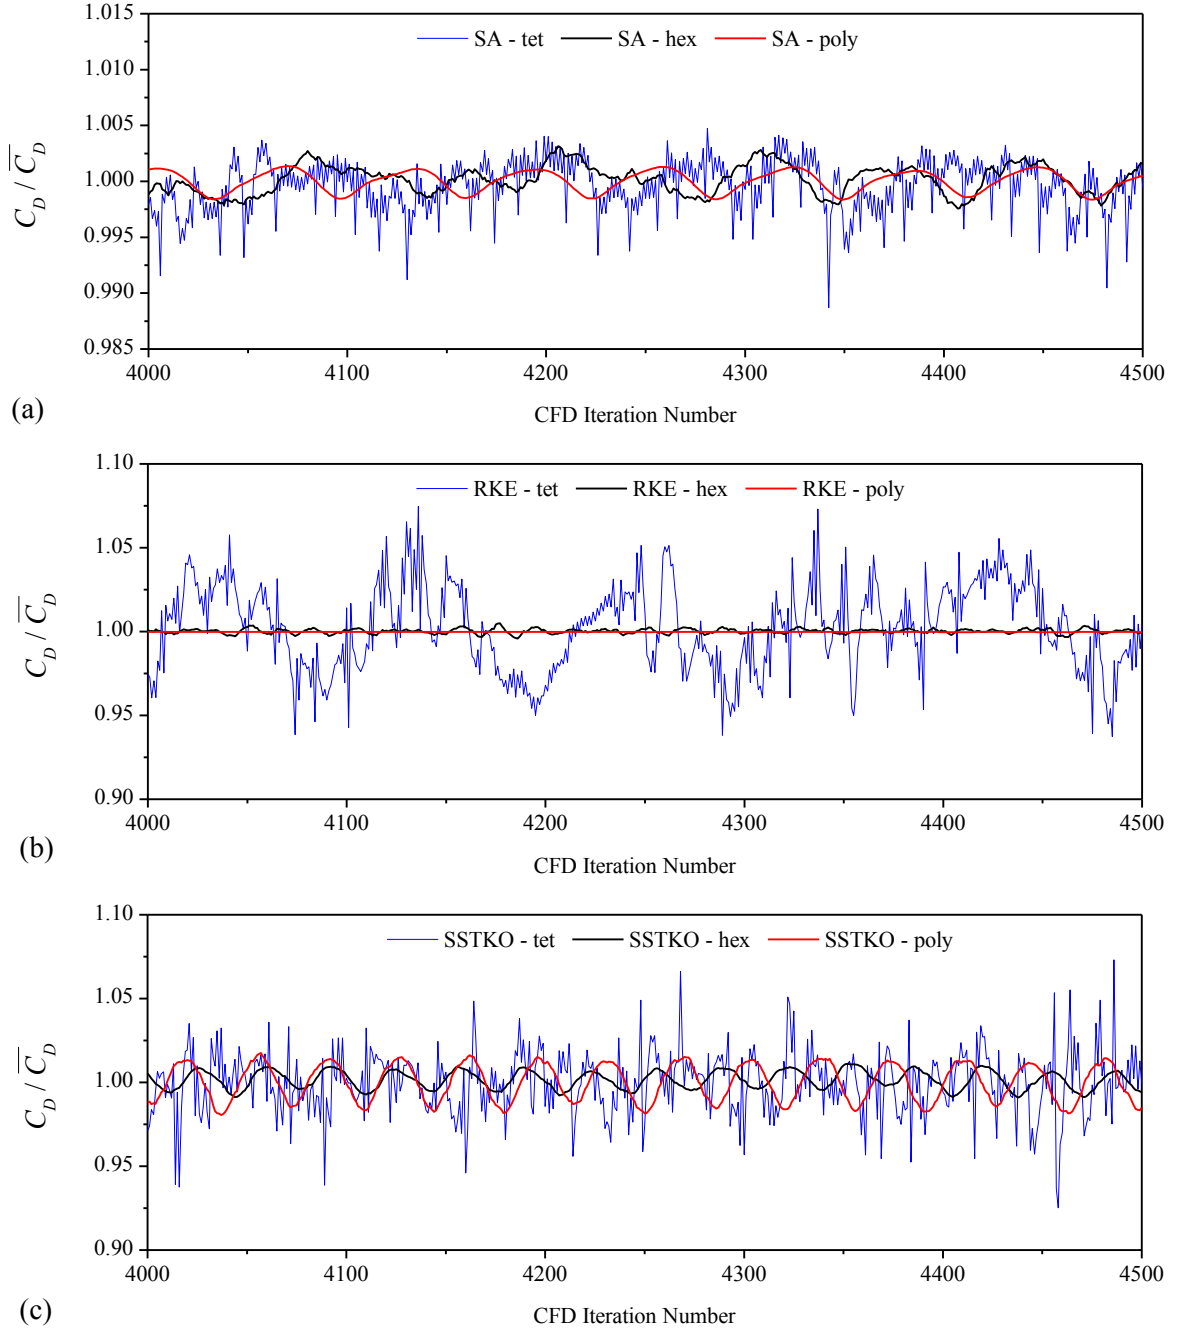 1.015
SA - tet SA - hex SA - poly
1.010
1.005
1.000
0.995
0.990
0.985
C_D / C_D
4000 4100 4200 4300 4400 4500
(a)
CFD Iteration Number
1.10
RKE - tet RKE - hex RKE - poly
1.05
1.00
0.95
0.90
C_D / C_D
4000 4100 4200 4300 4400 4500
(b)
CFD Iteration Number
1.10
SSTKO - tet SSTKO - hex SSTKO - poly
1.05
1.00
0.95
0.90
C_D / C_D
4000 4100 4200 4300 4400 4500
(c)
CFD Iteration Number